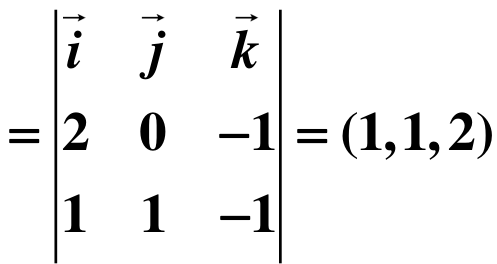 = | i⃗ j⃗ k⃗ |
| 2 0 −1 | = (1,1,2)
| 1 1 −1 |